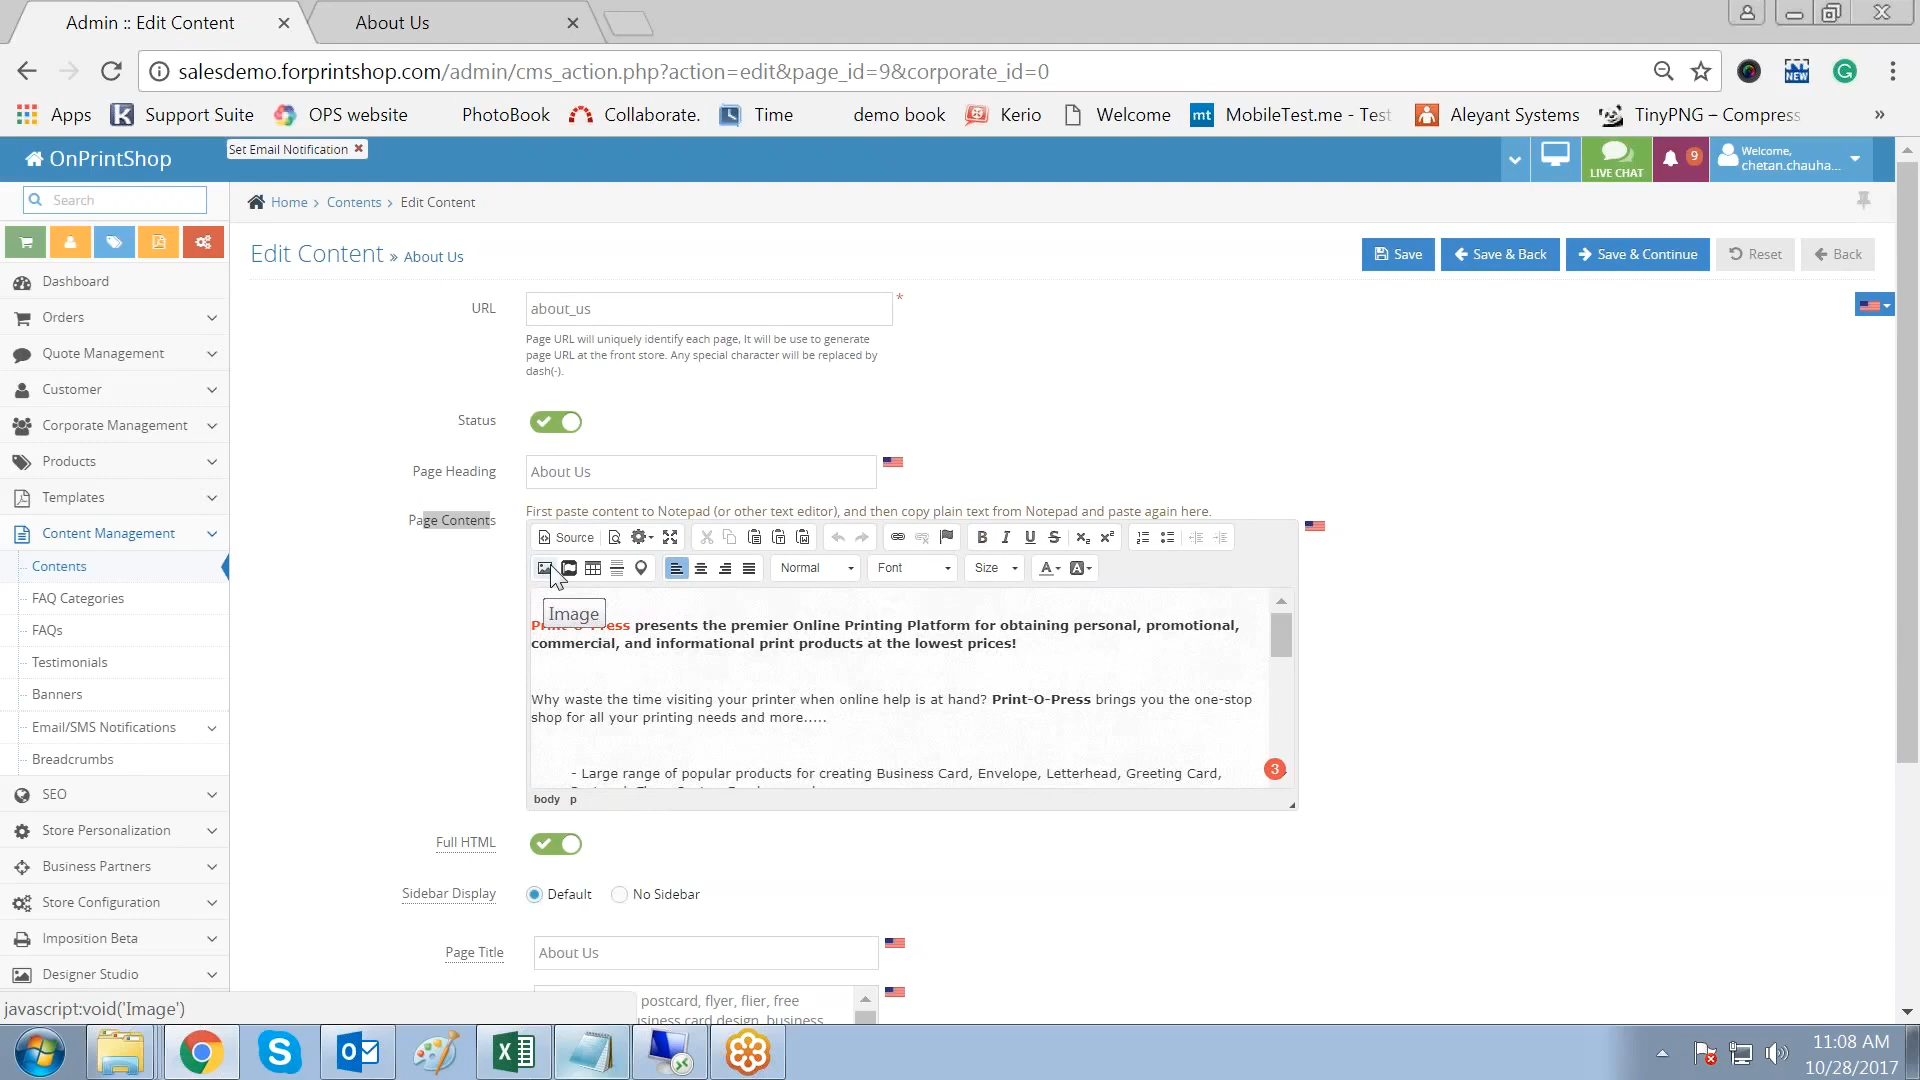 Admin :: Edit Content
About Us
salesdemo.forprintshop.com/admin/cms_action.php?action=edit&page_id=9&corporate_id=0
Apps
Support Suite
OPS website
PhotoBook
Collaborate.
Time
demo book
Kerio
Welcome
mt
MobileTest.me - Test
Aleyant Systems
TinyPNG – Compress
»
OnPrintShop
Set Email Notification
LIVE CHAT
9
Welcome,
chetan.chauha...
Search
Home
Contents
Edit Content
Edit Content » About Us
Save
Save & Back
Save & Continue
Reset
Back
Dashboard
Orders
Quote Management
Customer
Corporate Management
Products
Templates
Content Management
Contents
FAQ Categories
FAQs
Testimonials
Banners
Email/SMS Notifications
Breadcrumbs
SEO
Store Personalization
Business Partners
Store Configuration
Imposition Beta
Designer Studio
URL
about_us
*
Page URL will uniquely identify each page, It will be use to generate
page URL at the front store. Any special character will be replaced by
dash(-).
Status
Page Heading
About Us
Page Contents
First paste content to Notepad (or other text editor), and then copy plain text from Notepad and paste again here.
Source
Normal
Font
Size
Image
Print-O-Press presents the premier Online Printing Platform for obtaining personal, promotional,
commercial, and informational print products at the lowest prices!
Why waste the time visiting your printer when online help is at hand? Print-O-Press brings you the one-stop
shop for all your printing needs and more.....
- Large range of popular products for creating Business Card, Envelope, Letterhead, Greeting Card,
3
body p
Full HTML
Sidebar Display
Default
No Sidebar
Page Title
About Us
postcard, flyer, flier, free
card design, business
javascript:void('Image')
11:08 AM
10/28/2017